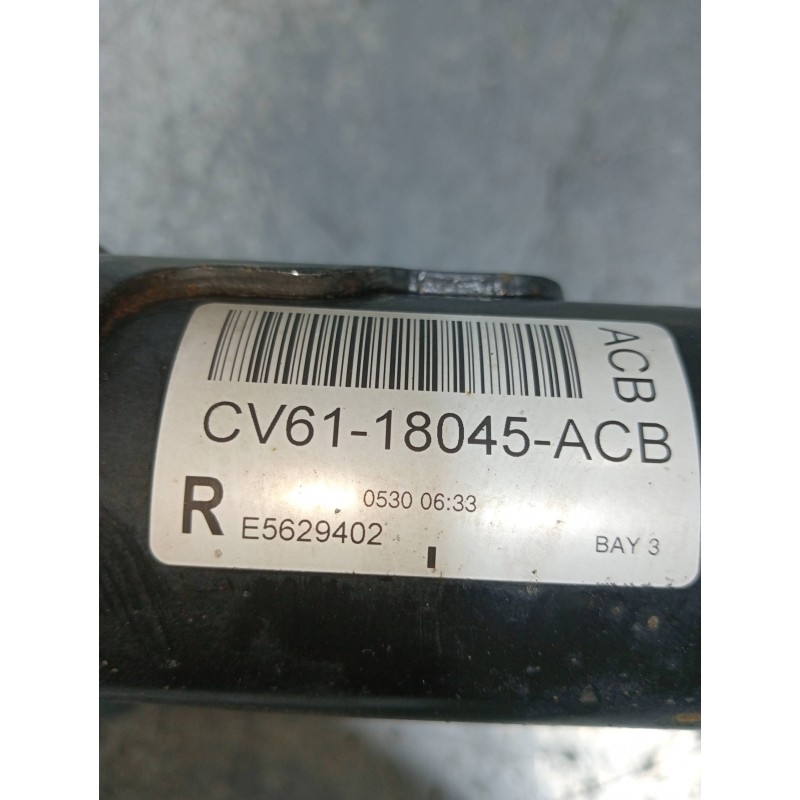 ACB
CV61-18045-ACB
R
0530 06:33
E5629402
BAY 3